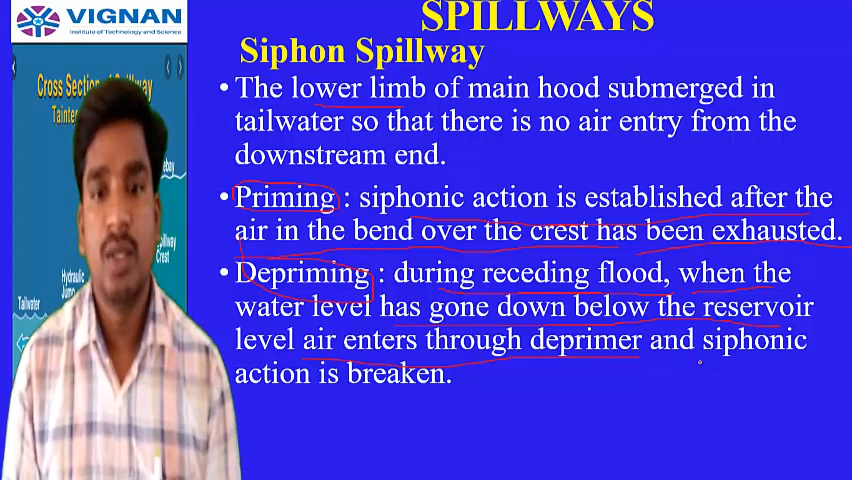 VIGNAN
Institute of Technology and Science
SPILLWAYS
Siphon Spillway
• The lower limb of main hood submerged in
tailwater so that there is no air entry from the
downstream end.
• Priming : siphonic action is established after the
air in the bend over the crest has been exhausted.
• Depriming : during receding flood, when the
water level has gone down below the reservoir
level air enters through deprimer and siphonic
action is breaken.
Cross Section
Tainter
Spillway
Crest
Hydraulic
Jump
Tailwater